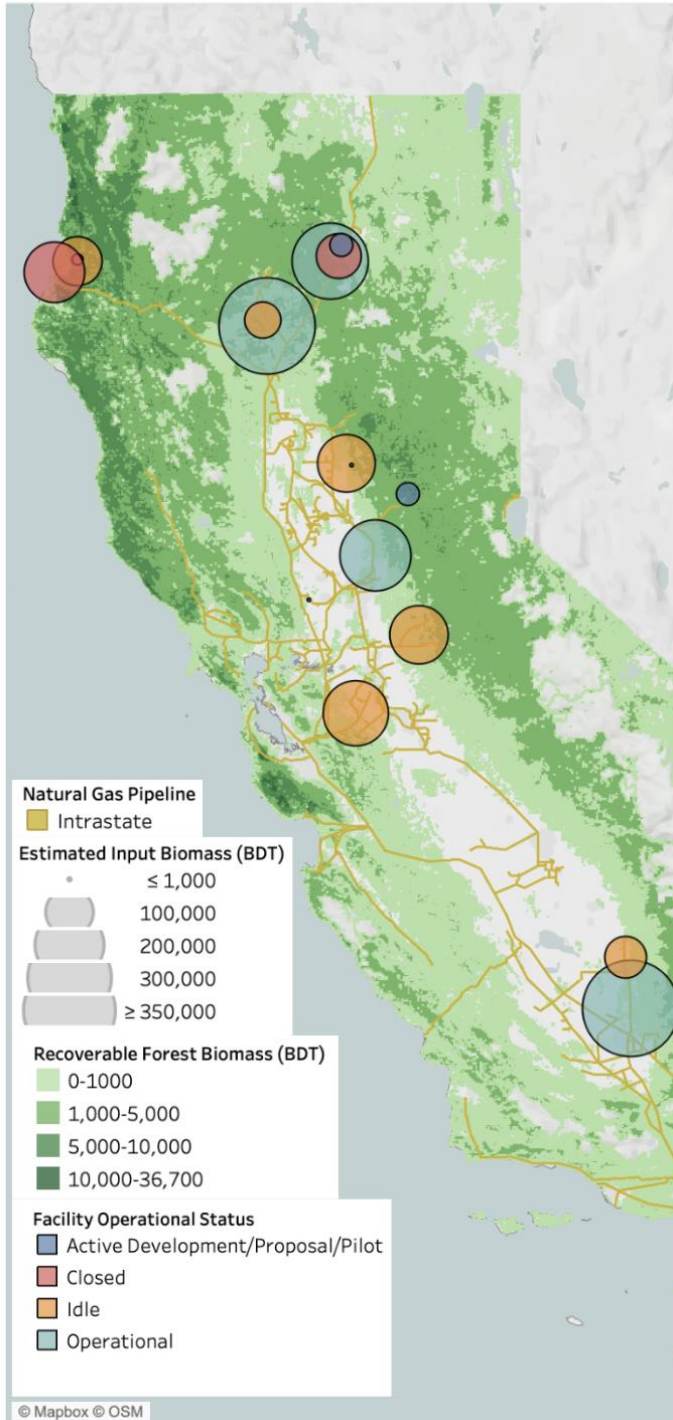 Natural Gas Pipeline
Intrastate
Estimated Input Biomass (BDT)
≤ 1,000
100,000
200,000
300,000
≥ 350,000
Recoverable Forest Biomass (BDT)
0-1000
1,000-5,000
5,000-10,000
10,000-36,700
Facility Operational Status
Active Development/Proposal/Pilot
Closed
Idle
Operational
© Mapbox © OSM